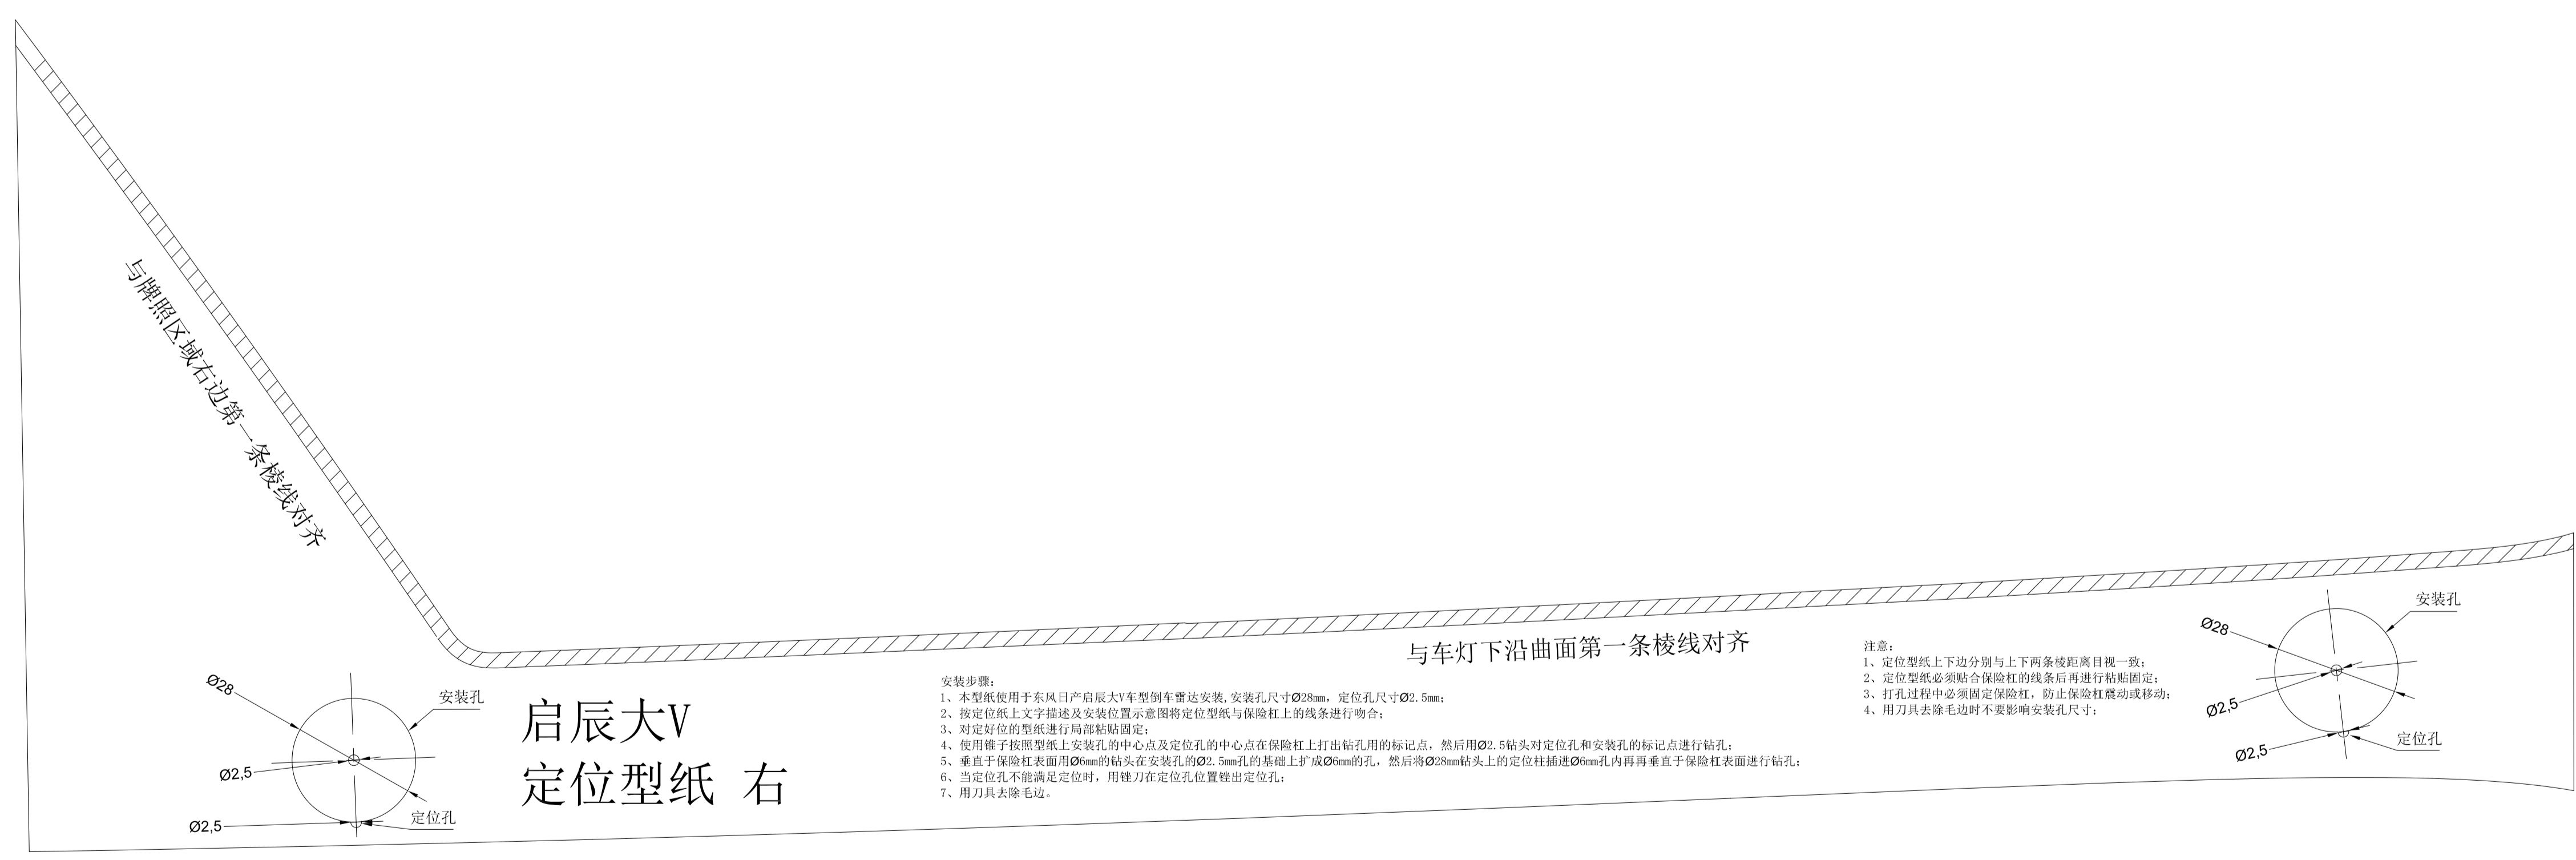 与牌照区域右边第一条棱线对齐
Ø28
安装孔
Ø2,5
Ø2,5
定位孔
启辰大V
定位型纸 右
安装步骤:
1、本型纸使用于东风日产启辰大V车型倒车雷达安装,安装孔尺寸Ø28mm，定位孔尺寸Ø2.5mm；
2、按定位纸上文字描述及安装位置示意图将定位型纸与保险杠上的线条进行吻合；
3、对定好位的型纸进行局部粘贴固定；
4、使用锥子按照型纸上安装孔的中心点及定位孔的中心点在保险杠上打出钻孔用的标记点，然后用Ø2.5钻头对定位孔和安装孔的标记点进行钻孔；
5、垂直于保险杠表面用Ø6mm的钻头在安装孔的Ø2.5mm孔的基础上扩成Ø6mm的孔，然后将Ø28mm钻头上的定位柱插进Ø6mm孔内再再垂直于保险杠表面进行钻孔；
6、当定位孔不能满足定位时，用锉刀在定位孔位置锉出定位孔；
7、用刀具去除毛边。
与车灯下沿曲面第一条棱线对齐
注意:
1、定位型纸上下边分别与上下两条棱距离目视一致；
2、定位型纸必须贴合保险杠的线条后再进行粘贴固定；
3、打孔过程中必须固定保险杠，防止保险杠震动或移动；
4、用刀具去除毛边时不要影响安装孔尺寸；
Ø28
安装孔
Ø2,5
Ø2,5
定位孔